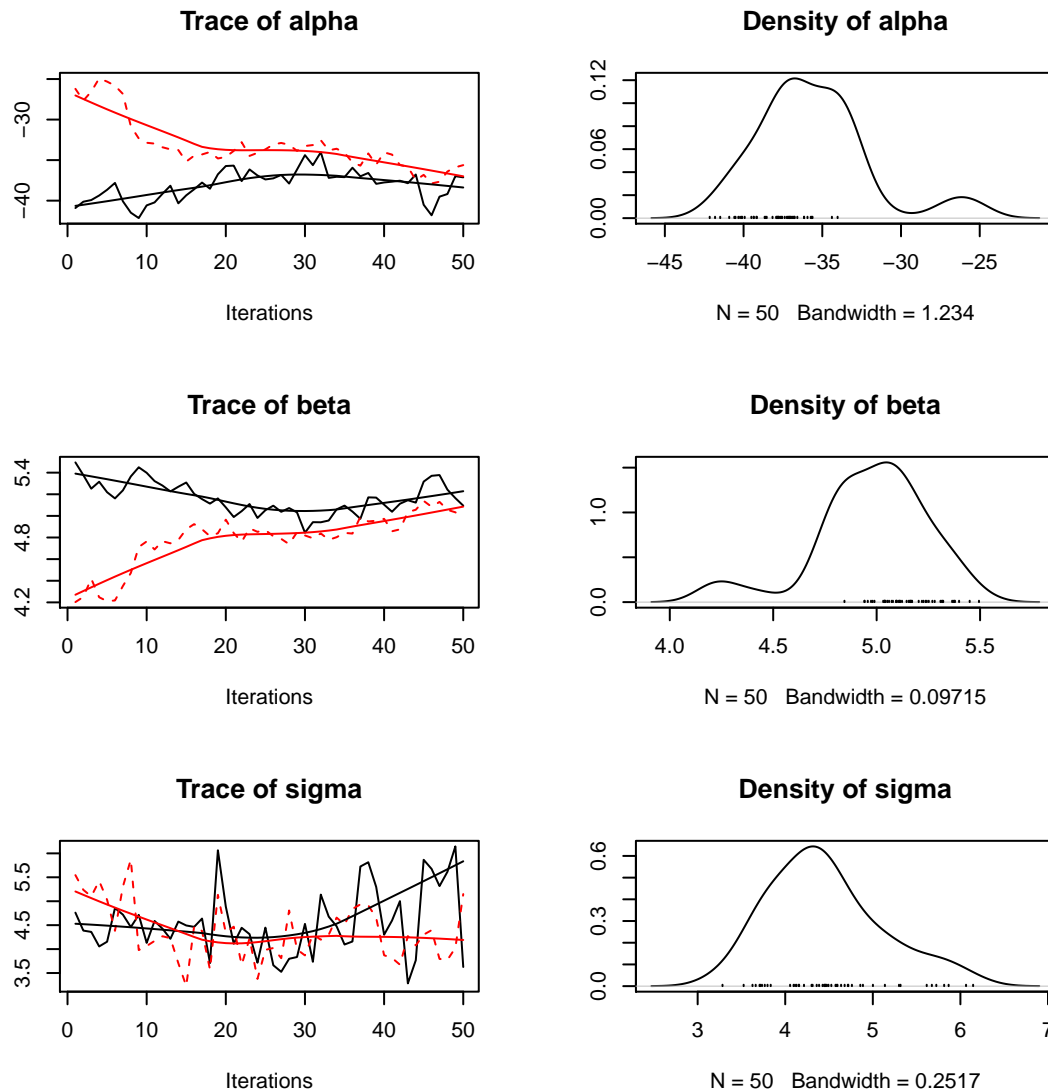 Trace of alpha
−30
−40
0 10 20 30 40 50
Iterations
Density of alpha
0.12
0.06
0.00
−45 −40 −35 −30 −25
N = 50 Bandwidth = 1.234
Trace of beta
5.4
4.8
4.2
0 10 20 30 40 50
Iterations
Density of beta
1.0
0.0
4.0 4.5 5.0 5.5
N = 50 Bandwidth = 0.09715
Trace of sigma
5.5
4.5
3.5
0 10 20 30 40 50
Iterations
Density of sigma
0.6
0.3
0.0
3 4 5 6 7
N = 50 Bandwidth = 0.2517